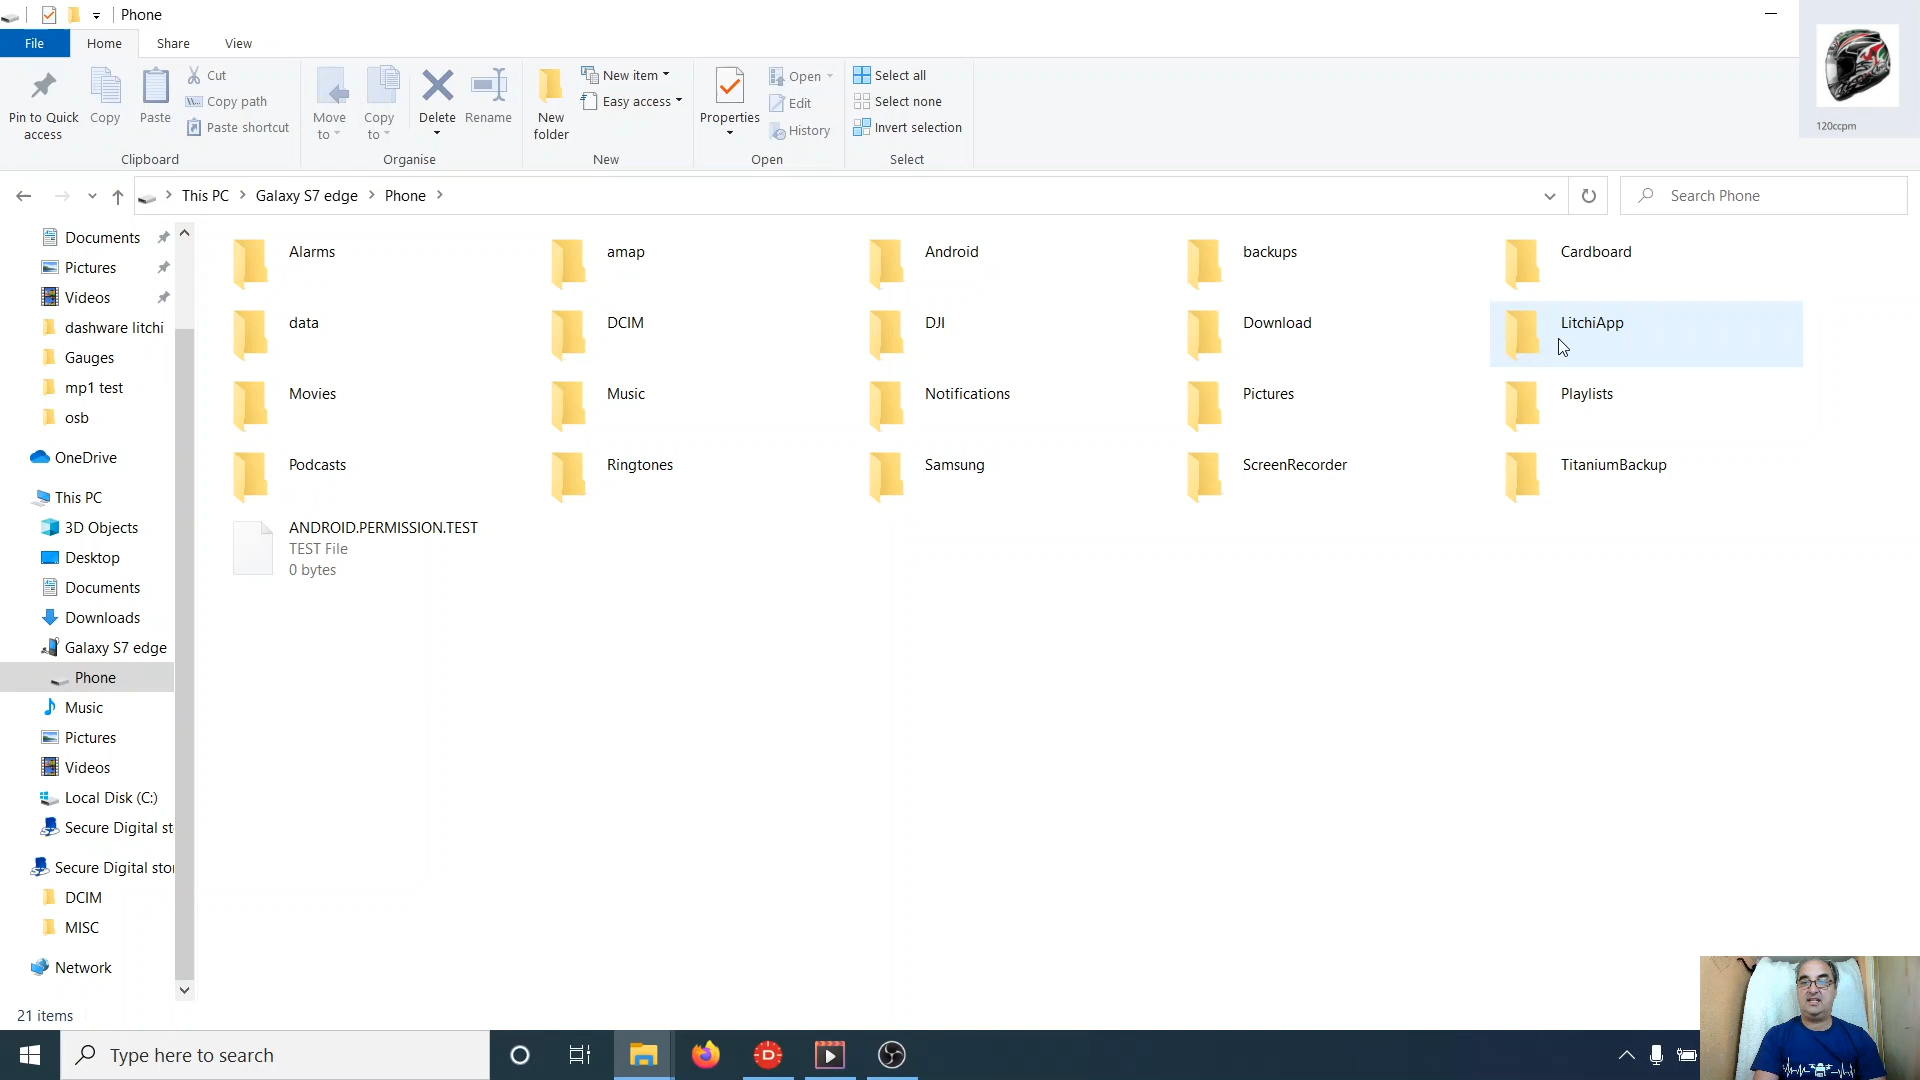 Phone
File
Home
Share
View
Pin to Quick access
Copy
Paste
Cut
Copy path
Paste shortcut
Clipboard
Move to
Copy to
Delete
Rename
Organise
New folder
New item
Easy access
New
Properties
Open
Edit
History
Open
Select all
Select none
Invert selection
Select
120ccpm
This PC
Galaxy S7 edge
Phone
Search Phone
Documents
Pictures
Videos
dashware litchi
Gauges
mp1 test
osb
OneDrive
This PC
3D Objects
Desktop
Documents
Downloads
Galaxy S7 edge
Phone
Music
Pictures
Videos
Local Disk (C:)
Secure Digital st
Secure Digital stor
DCIM
MISC
Network
Alarms
amap
Android
backups
Cardboard
data
DCIM
DJI
Download
LitchiApp
Movies
Music
Notifications
Pictures
Playlists
Podcasts
Ringtones
Samsung
ScreenRecorder
TitaniumBackup
ANDROID.PERMISSION.TEST
TEST File
0 bytes
21 items
Type here to search